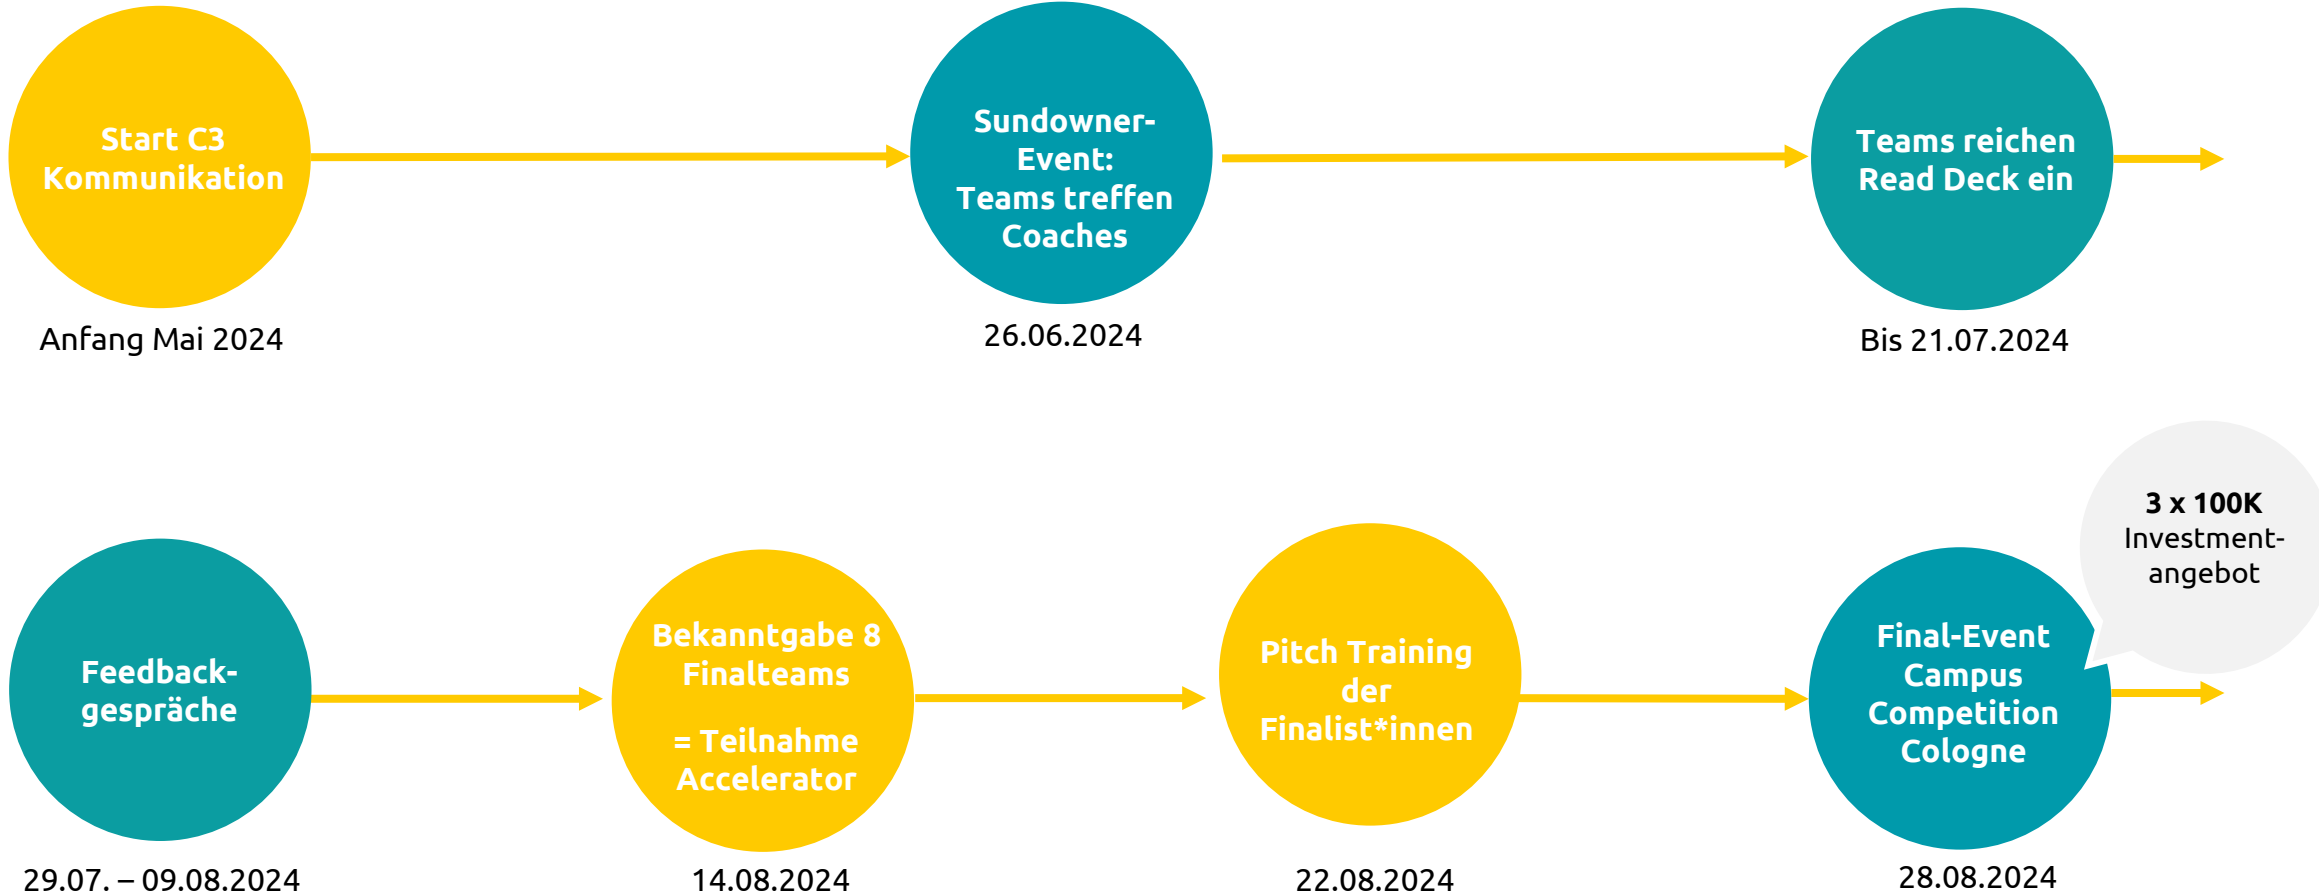 Start C3
Kommunikation
Anfang Mai 2024
Sundowner-
Event:
Teams treffen
Coaches
26.06.2024
Teams reichen
Read Deck ein
Bis 21.07.2024
Feedback-
gespräche
29.07. – 09.08.2024
Bekanntgabe 8
Finalteams
= Teilnahme
Accelerator
14.08.2024
Pitch Training
der
Finalist*innen
22.08.2024
Final-Event
Campus
Competition
Cologne
28.08.2024
3 x 100K
Investment-
angebot